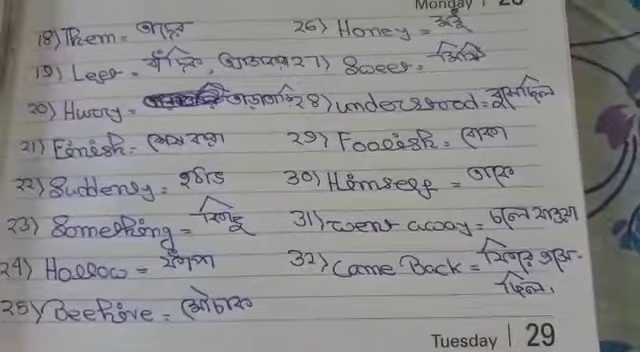 Monday | 28
18) Them = তাদের
26) Honey = মধু
19) Left = বাঁদিক,
27) Sweet = মিষ্টি
20) Hurry = তাড়াতাড়ি
28) understood = বুঝেছিল
21) Finish = শেষ করা
29) Foolish = বোকা
22) Suddenly = হঠাৎ
30) Himself =
23) Something = কিছু
31) went away = চলে যাওয়া
24) Hollow = ফাঁপা
32) Came Back = ফিরে এসে-
ছিল.
25) Beehive = মৌচাক
Tuesday | 29